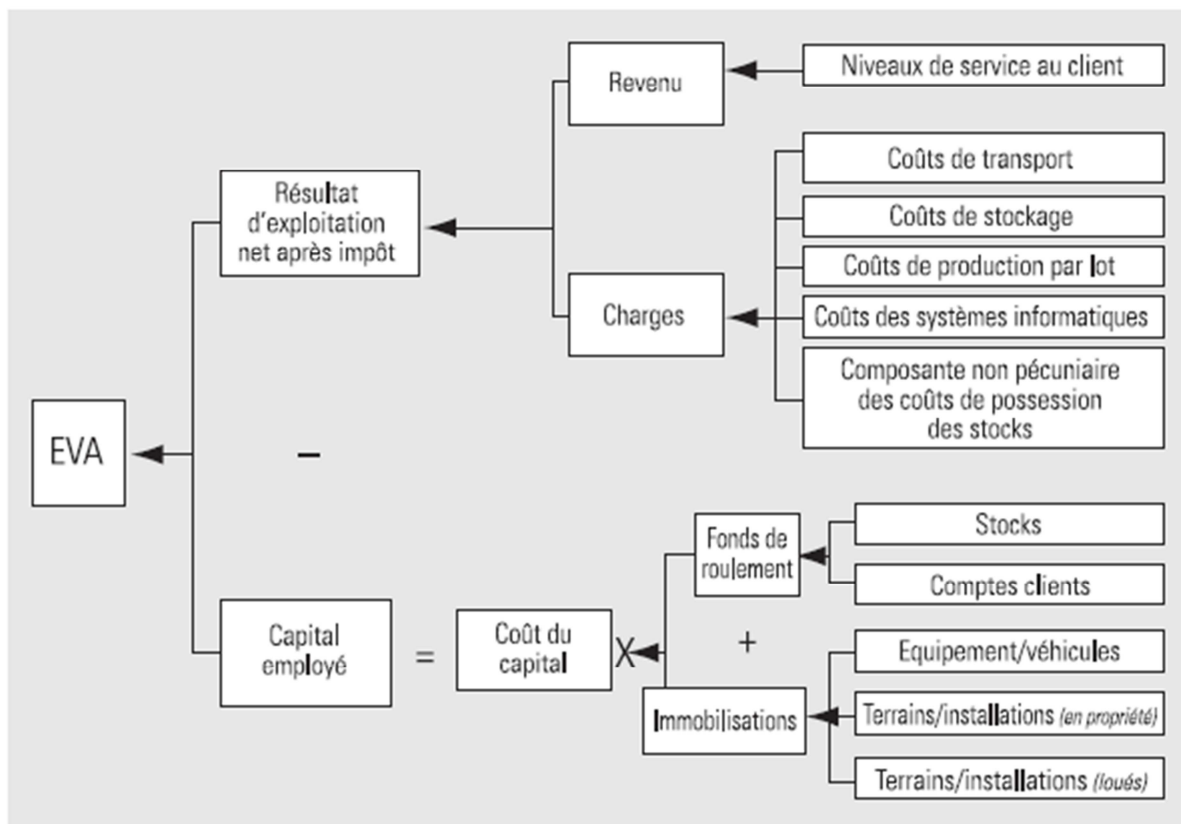 Revenu
Niveaux de service au client
Résultat
d'exploitation
net après impôt
Charges
Coûts de transport
Coûts de stockage
Coûts de production par lot
Coûts des systèmes informatiques
Composante non pécuniaire
des coûts de possession
des stocks
EVA
–
Capital
employé
=
Coût du
capital
X
Fonds de
roulement
Stocks
Comptes clients
+
Immobilisations
Equipement/véhicules
Terrains/installations (en propriété)
Terrains/installations (loués)